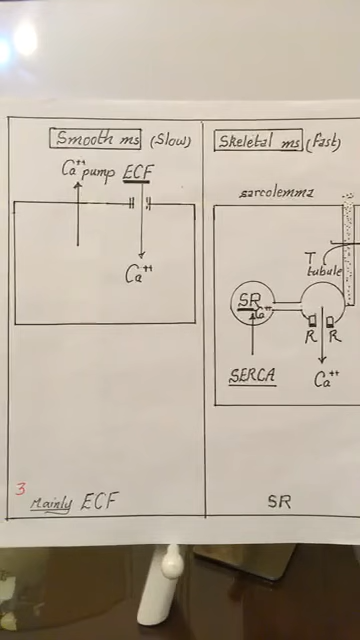 Smooth ms (Slow)
Ca++ pump ECF
Ca++
3
Mainly ECF
Skeletal ms (fast)
sarcolemma
T
tubule
SR
Ca++
R R
SERCA
Ca++
SR